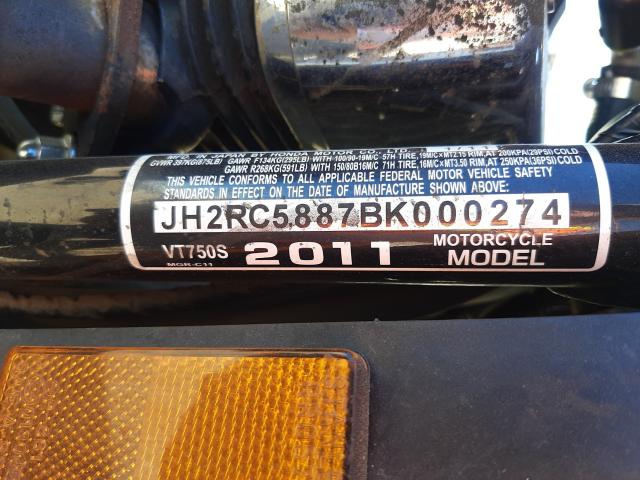 MFD. IN JAPAN BY HONDA MOTOR CO., LTD.
GVWR 397KG(875LB) GAWR F134KG(295LB) WITH 100/90-19M/C 57H TIRE, 19M/C×MT2.15 RIM, AT 200KPA(29PSI) COLD
GAWR R268KG(591LB) WITH 150/80B16M/C 71H TIRE, 16M/C×MT3.50 RIM, AT 250KPA(36PSI) COLD
THIS VEHICLE CONFORMS TO ALL APPLICABLE FEDERAL MOTOR VEHICLE SAFETY
STANDARDS IN EFFECT ON THE DATE OF MANUFACTURE SHOWN ABOVE.
JH2RC5887BK000274
VT750S 2011 MOTORCYCLE MODEL
MGR-C11